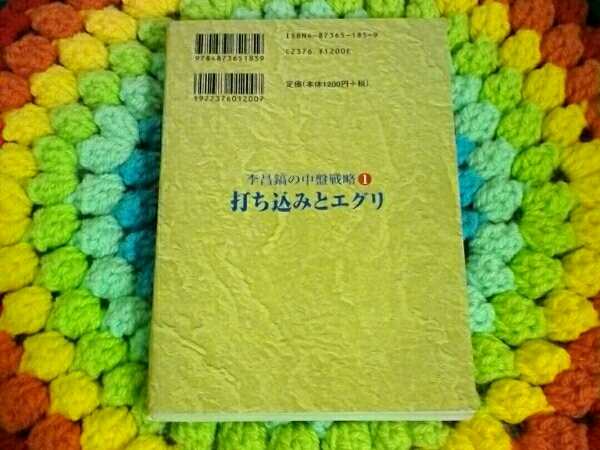 ISBN4-87365-185-9
9784873651859
C2376 ¥1200E
定価(本体1200円+税)
1922376012007
李昌鎬の中盤戦略❶
打ち込みとエグリ